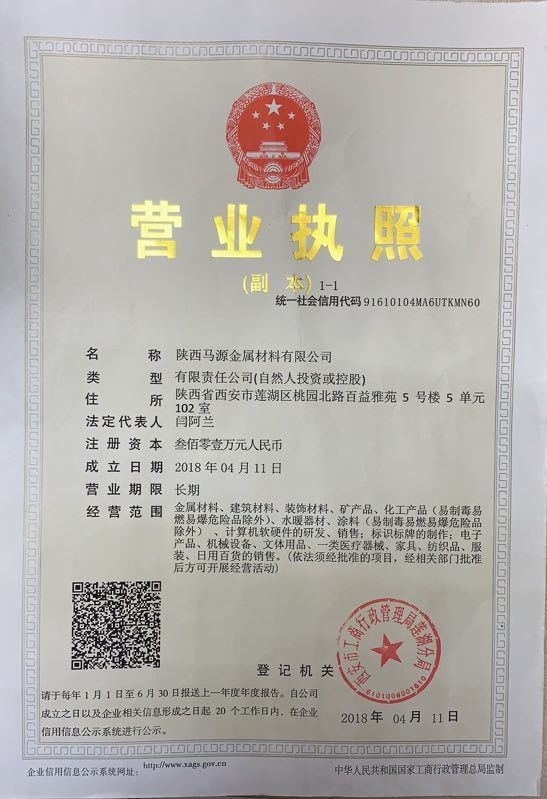 营业执照
(副 本) 1-1
统一社会信用代码 91610104MA6UTKMN60
名 称 陕西马源金属材料有限公司
类 型 有限责任公司(自然人投资或控股)
住 所 陕西省西安市莲湖区桃园北路百益雅苑 5 号楼 5 单元
102 室
法定代表人 闫阿兰
注册资本 叁佰零壹万元人民币
成立日期 2018 年 04 月 11 日
营业期限 长期
经营范围 金属材料、建筑材料、装饰材料、矿产品、化工产品（易制毒易
燃易爆危险品除外）、水暖器材、涂料（易制毒易燃易爆危险品
除外）、计算机软硬件的研发、销售；标识标牌的制作；电子
产品、机械设备、文体用品、一类医疗器械、家具、纺织品、服
装、日用百货的销售。(依法须经批准的项目，经相关部门批准
后方可开展经营活动)
西安市工商行政管理局莲湖分局
登记机关
2018 年 04 月 11 日
请于每年 1 月 1 日至 6 月 30 日报送上一年度年度报告。自公司
成立之日以及企业相关信息形成之日起 20 个工作日内，在企业
信用信息公示系统进行公示。
企业信用信息公示系统网址： http://www.xags.gov.cn
中华人民共和国国家工商行政管理总局监制